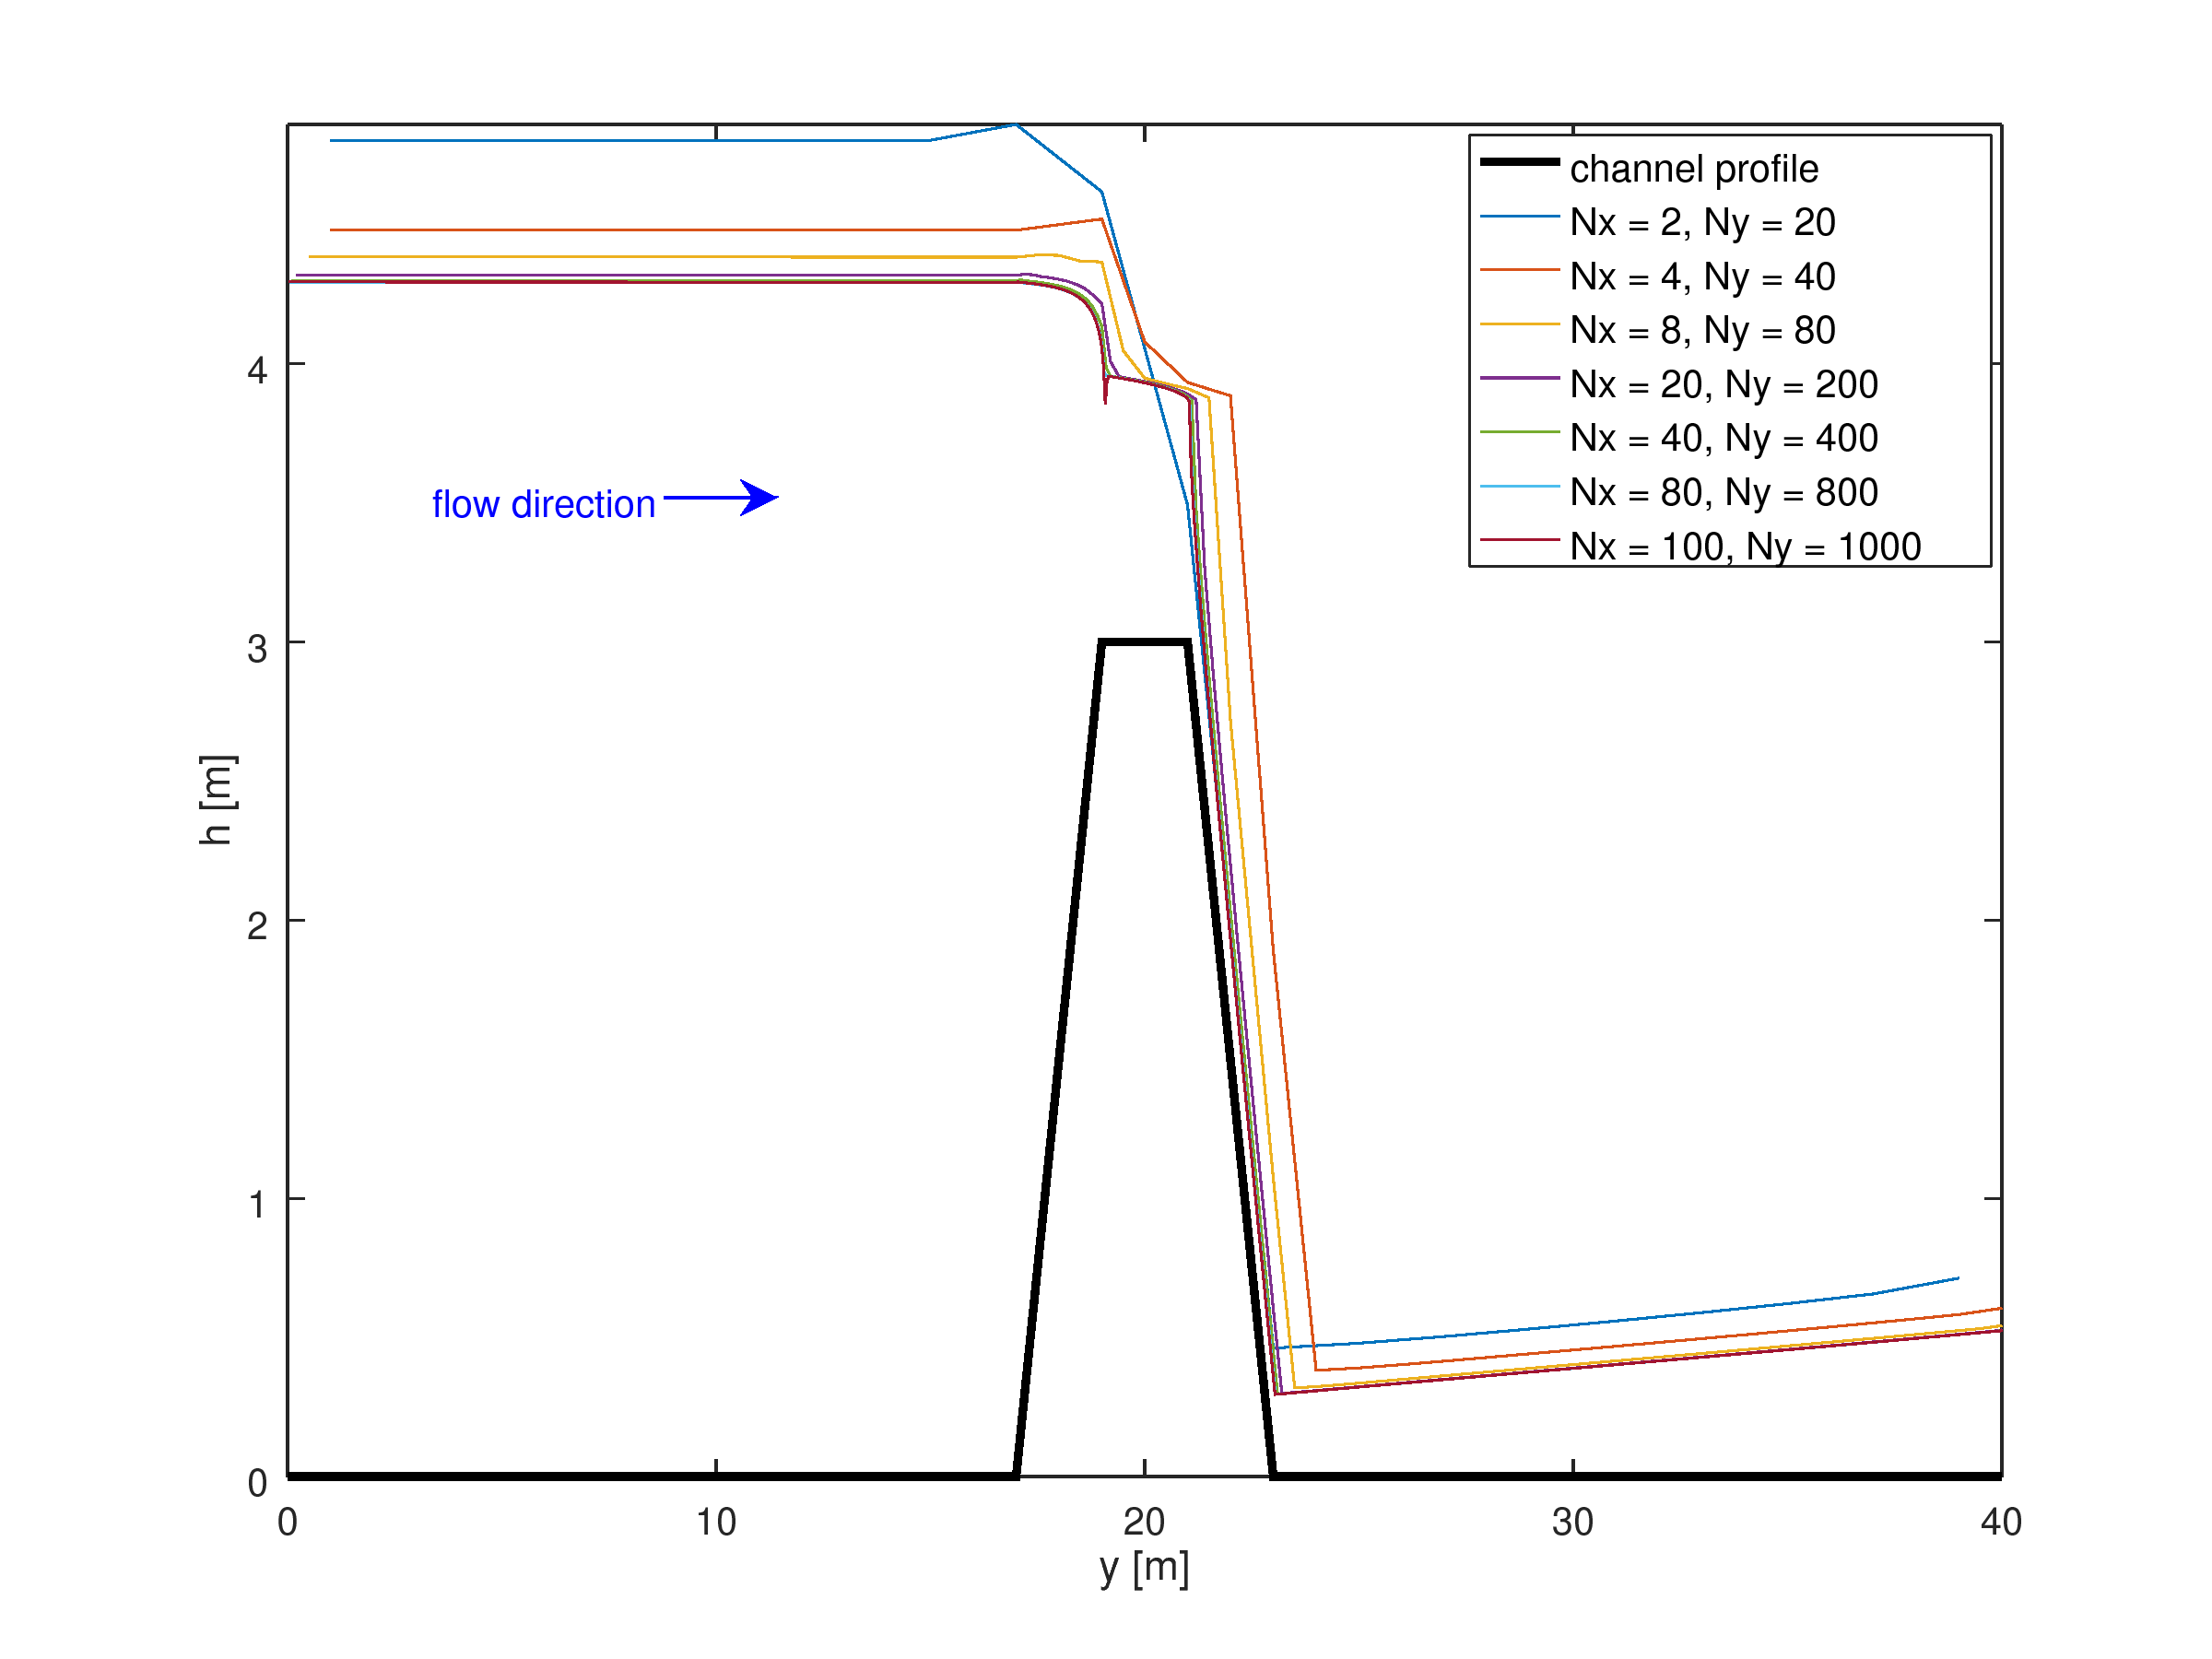 channel profile
Nx = 2, Ny = 20
Nx = 4, Ny = 40
Nx = 8, Ny = 80
Nx = 20, Ny = 200
Nx = 40, Ny = 400
Nx = 80, Ny = 800
Nx = 100, Ny = 1000
flow direction
h [m]
4
3
2
1
0
0 10 20 30 40
y [m]